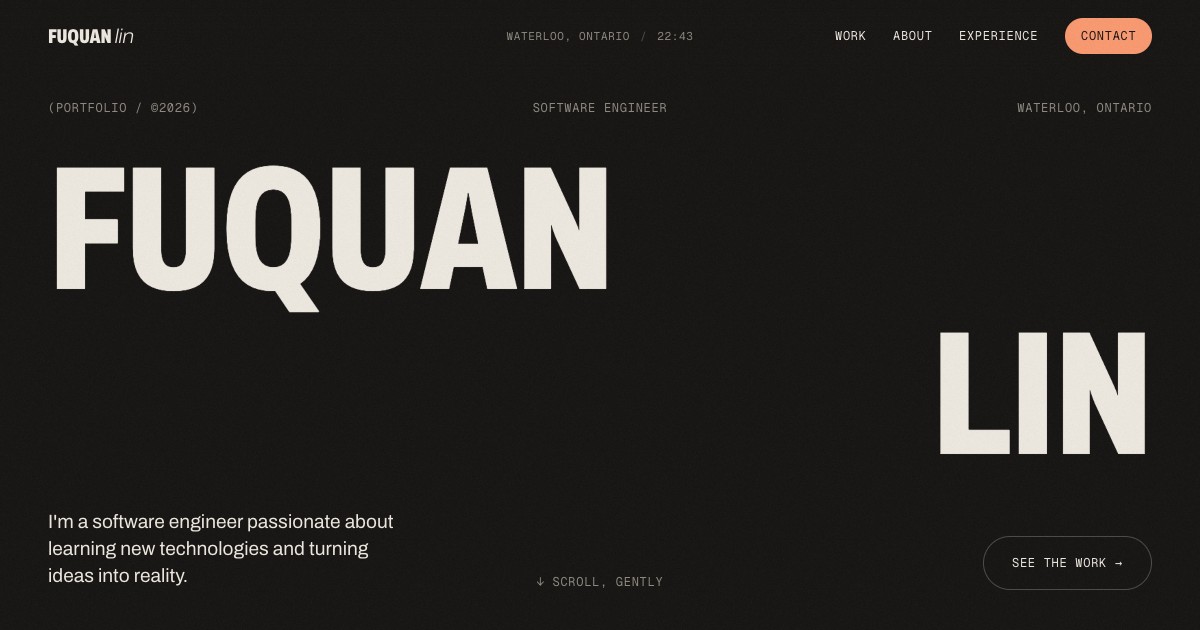 FUQUAN lin
WATERLOO, ONTARIO / 22:43
WORK
ABOUT
EXPERIENCE
CONTACT
(PORTFOLIO / ©2026)
SOFTWARE ENGINEER
WATERLOO, ONTARIO
FUQUAN
LIN
I'm a software engineer passionate about
learning new technologies and turning
ideas into reality.
↓ SCROLL, GENTLY
SEE THE WORK →